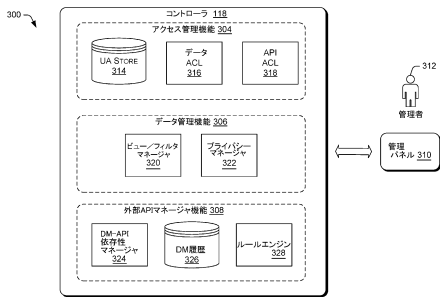 300
コントローラ 118
アクセス管理機能 304
UA STORE
314
データ
ACL
316
API
ACL
318
データ管理機能 306
ビュー/フィルタ
マネージャ
320
プライバシー
マネージャ
322
外部APIマネージャ機能 308
DM-API
依存性
マネージャ
324
DM履歴
326
ルールエンジン
328
312
管理者
管理
パネル 310